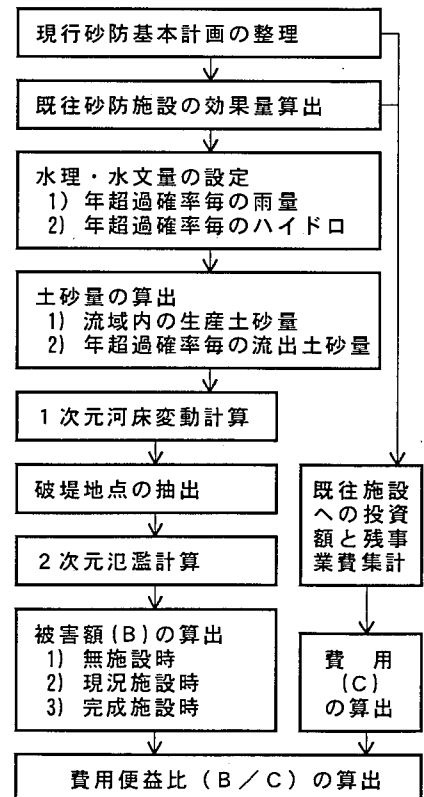 現行砂防基本計画の整理
既往砂防施設の効果量算出
水理・水文量の設定
1) 年超過確率毎の雨量
2) 年超過確率毎のハイドロ
土砂量の算出
1) 流域内の生産土砂量
2) 年超過確率毎の流出土砂量
1次元河床変動計算
破堤地点の抽出
2次元氾濫計算
被害額(B)の算出
1) 無施設時
2) 現況施設時
3) 完成施設時
既往施設
への投資
額と残事
業費集計
費 用
(C)
の算出
費用便益比(B/C)の算出